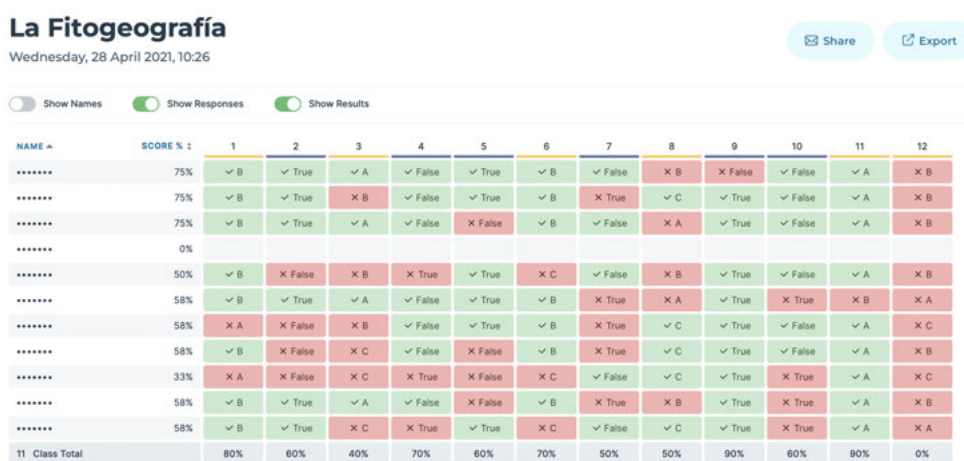 La Fitogeografía
Wednesday, 28 April 2021, 10:26
Share Export
Show Names Show Responses Show Results
NAME SCORE % 1 2 3 4 5 6 7 8 9 10 11 12
••••••• 75% ✓ B ✓ True ✓ A ✓ False ✓ True ✓ B ✓ False ✕ B ✕ False ✓ False ✓ A ✕ B
••••••• 75% ✓ B ✓ True ✕ B ✓ False ✓ True ✓ B ✕ True ✓ C ✓ True ✓ False ✓ A ✕ B
••••••• 75% ✓ B ✓ True ✓ A ✓ False ✕ False ✓ B ✓ False ✕ A ✓ True ✓ False ✓ A ✕ B
••••••• 0%
••••••• 50% ✓ B ✕ False ✕ B ✕ True ✓ True ✕ C ✓ False ✕ B ✓ True ✓ False ✓ A ✕ B
••••••• 58% ✓ B ✓ True ✓ A ✓ False ✓ True ✓ B ✕ True ✕ A ✓ True ✕ True ✕ B ✕ A
••••••• 58% ✕ A ✕ False ✕ B ✓ False ✓ True ✓ B ✕ True ✓ C ✓ True ✓ False ✓ A ✕ C
••••••• 58% ✓ B ✕ False ✕ C ✓ False ✕ False ✓ B ✕ True ✓ C ✓ True ✓ False ✓ A ✕ B
••••••• 33% ✕ A ✕ False ✕ C ✕ True ✕ False ✕ C ✓ False ✓ C ✓ True ✕ True ✓ A ✕ C
••••••• 58% ✓ B ✓ True ✓ A ✓ False ✕ False ✓ B ✕ True ✕ B ✓ True ✕ True ✓ A ✕ B
••••••• 58% ✓ B ✓ True ✕ C ✕ True ✓ True ✕ C ✓ False ✓ C ✓ True ✕ True ✓ A ✕ A
11 Class Total 80% 60% 40% 70% 60% 70% 50% 50% 90% 60% 90% 0%